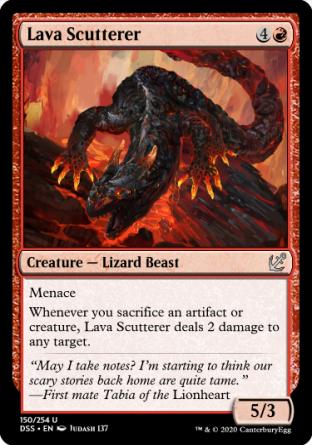 Lava Scutterer 4
Creature — Lizard Beast
Menace
Whenever you sacrifice an artifact or
creature, Lava Scutterer deals 2 damage to
any target.
“May I take notes? I’m starting to think our
scary stories back home are quite tame.”
—First mate Tabia of the Lionheart
5/3
150/254 U
DSS • EN Judash 137
™ & © 2020 CanterburyEgg